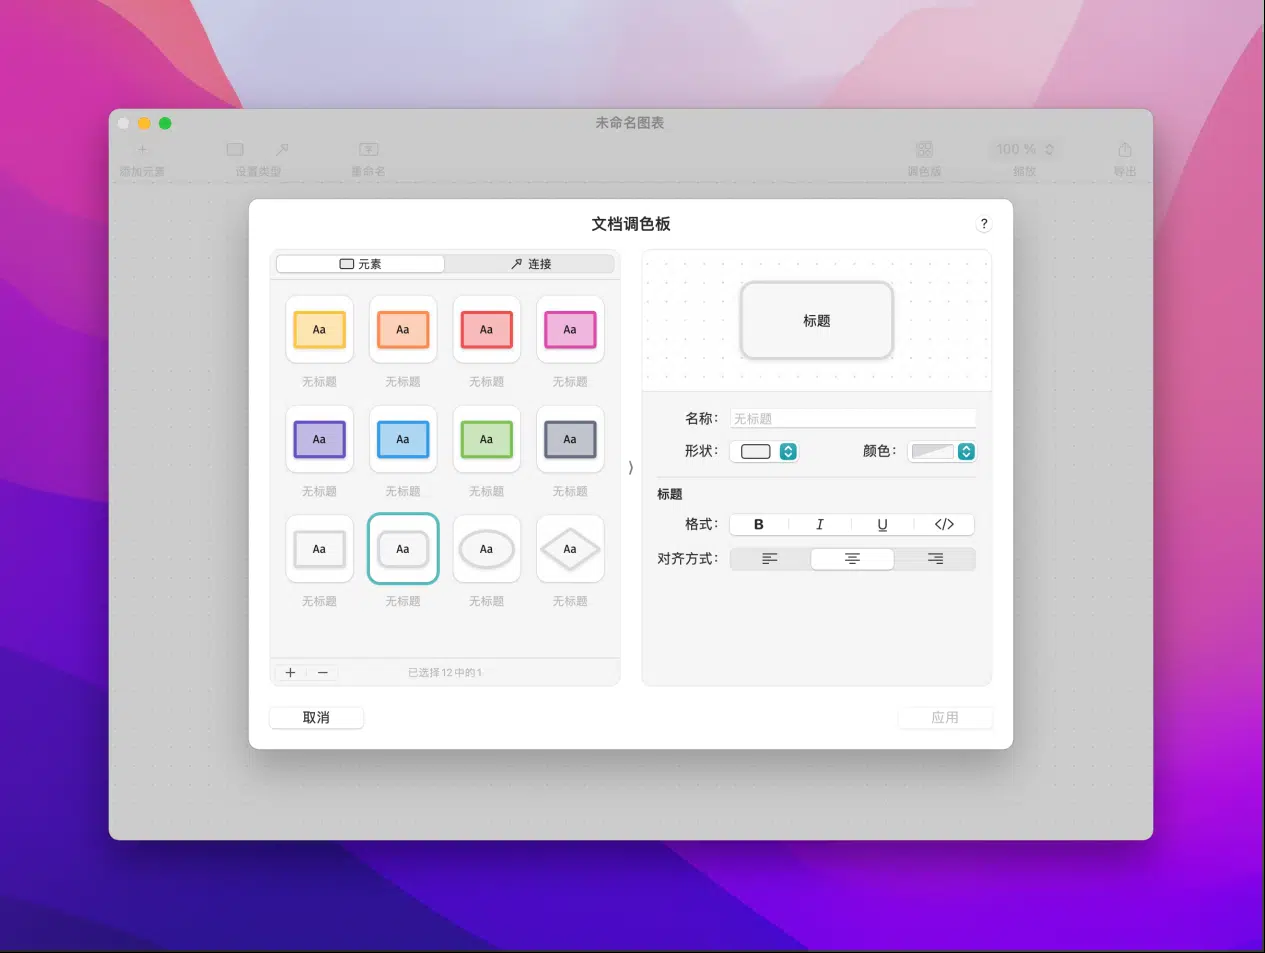 未命名图表
100 %
添加元素 设置类型 重命名 调色板 缩放 导出
文档调色板
?
元素 连接
Aa Aa Aa Aa
无标题 无标题 无标题 无标题
Aa Aa Aa Aa
无标题 无标题 无标题 无标题
Aa Aa Aa Aa
无标题 无标题 无标题 无标题
已选择12中的1
标题
名称： 无标题
形状： 颜色：
标题
格式： B I U </>
对齐方式：
取消 应用